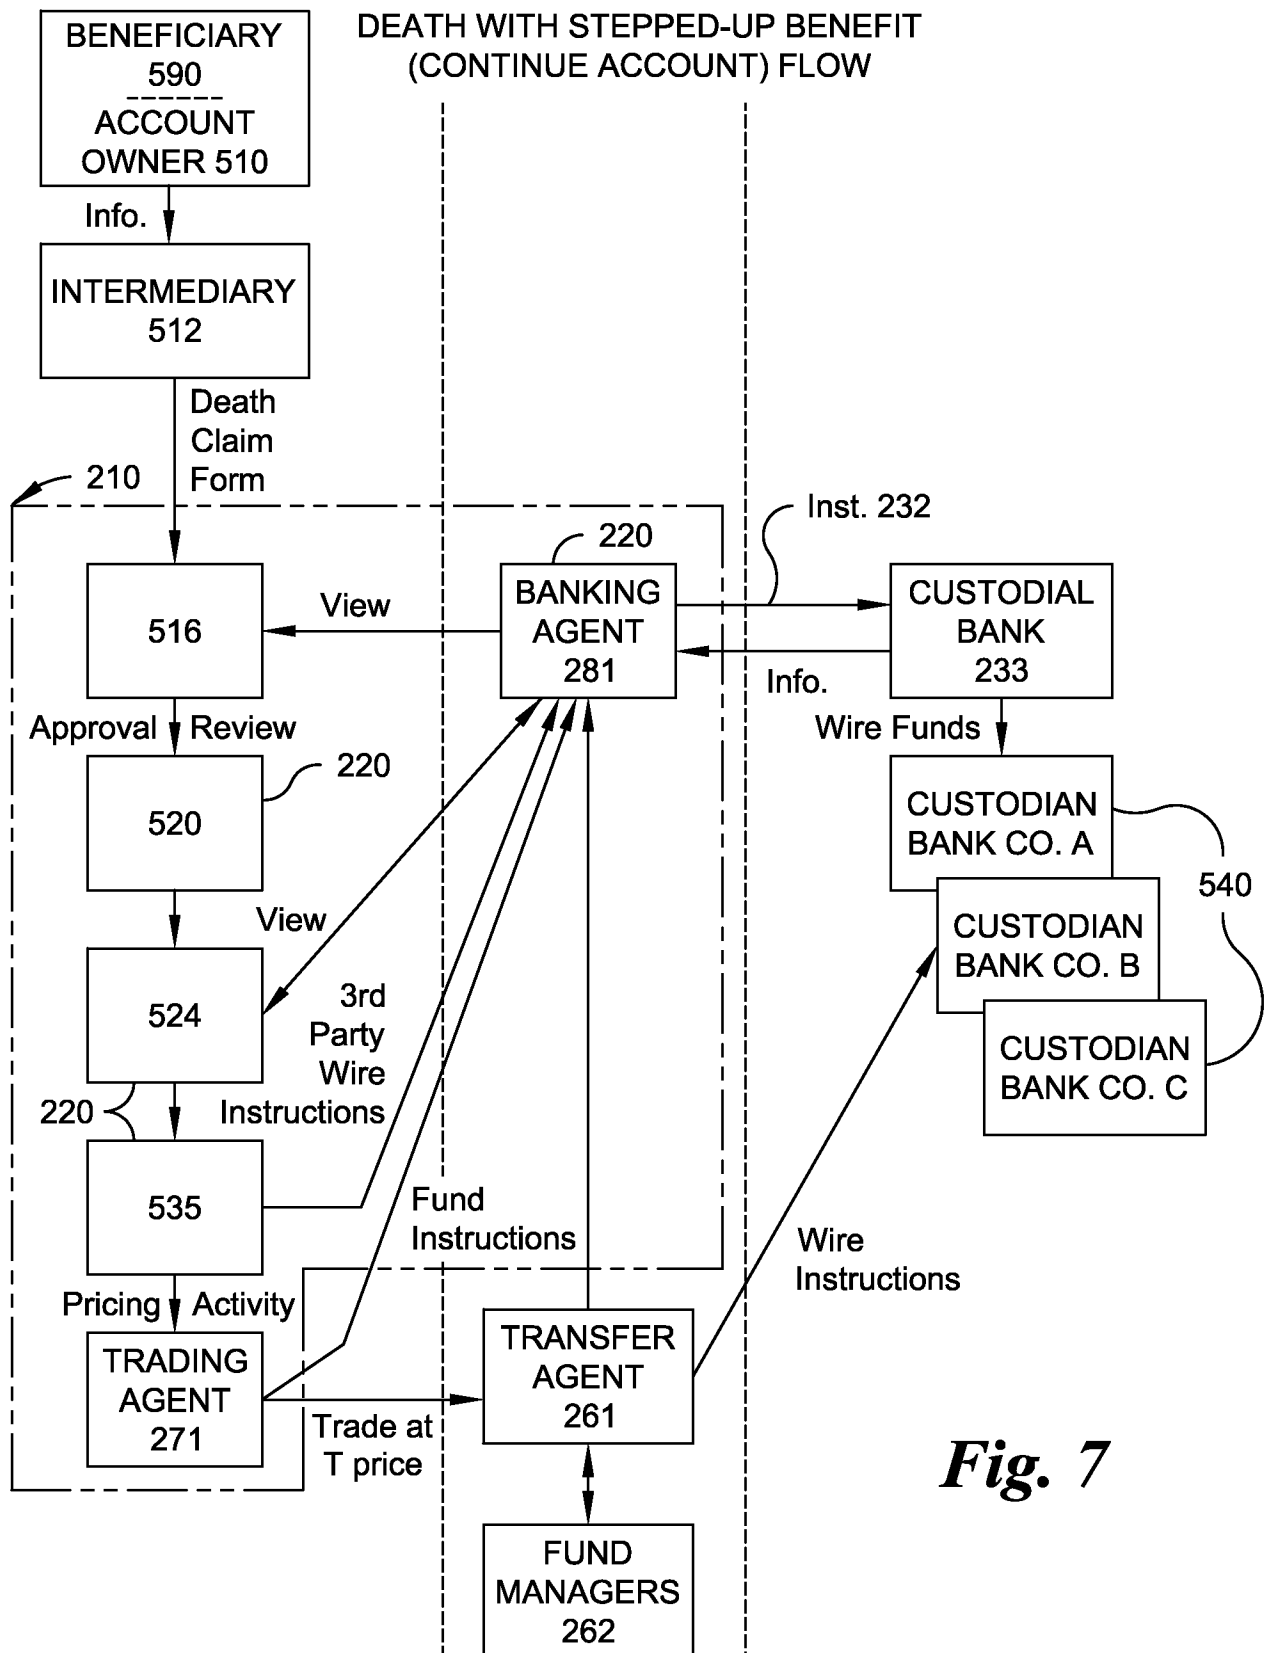 DEATH WITH STEPPED-UP BENEFIT
(CONTINUE ACCOUNT) FLOW
BENEFICIARY
590
ACCOUNT
OWNER 510
Info.
INTERMEDIARY
512
Death
Claim
Form
210
516
View
220
BANKING
AGENT
281
Inst. 232
CUSTODIAL
BANK
233
Info.
Approval
Review
Wire Funds
520
220
CUSTODIAN
BANK CO. A
540
CUSTODIAN
BANK CO. B
CUSTODIAN
BANK CO. C
View
524
3rd
Party
Wire
Instructions
220
535
Fund
Instructions
Wire
Instructions
Pricing
Activity
TRADING
AGENT
271
Trade at
T price
TRANSFER
AGENT
261
FUND
MANAGERS
262
Fig. 7